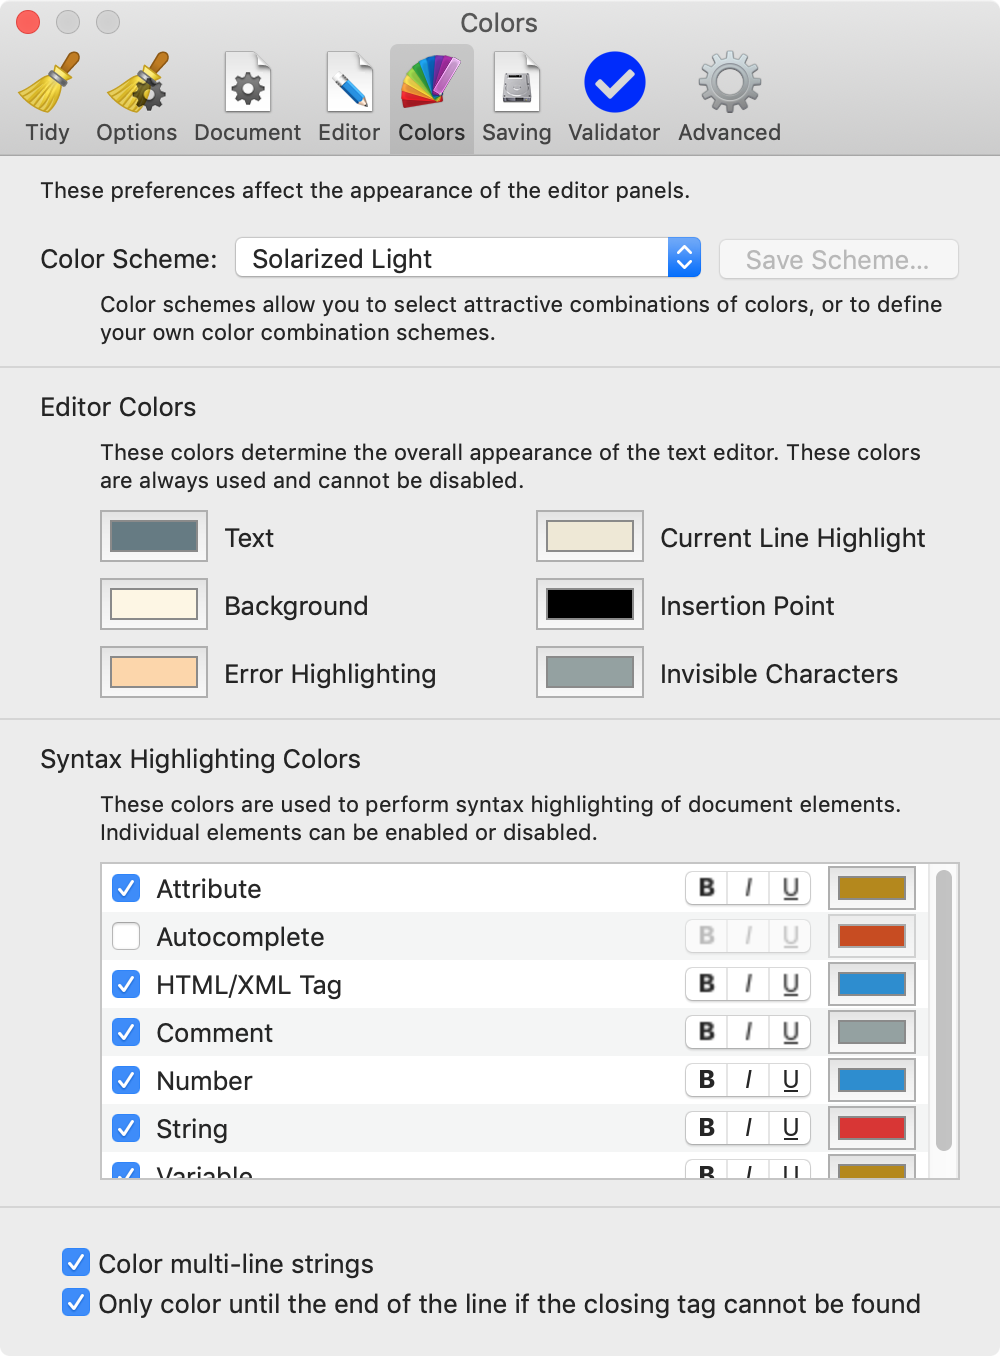 Colors
Tidy Options Document Editor Colors Saving Validator Advanced
These preferences affect the appearance of the editor panels.
Color Scheme: Solarized Light Save Scheme...
Color schemes allow you to select attractive combinations of colors, or to define
your own color combination schemes.
Editor Colors
These colors determine the overall appearance of the text editor. These colors
are always used and cannot be disabled.
Text Current Line Highlight
Background Insertion Point
Error Highlighting Invisible Characters
Syntax Highlighting Colors
These colors are used to perform syntax highlighting of document elements.
Individual elements can be enabled or disabled.
Attribute B I U
Autocomplete B I U
HTML/XML Tag B I U
Comment B I U
Number B I U
String B I U
Variable B I U
Color multi-line strings
Only color until the end of the line if the closing tag cannot be found